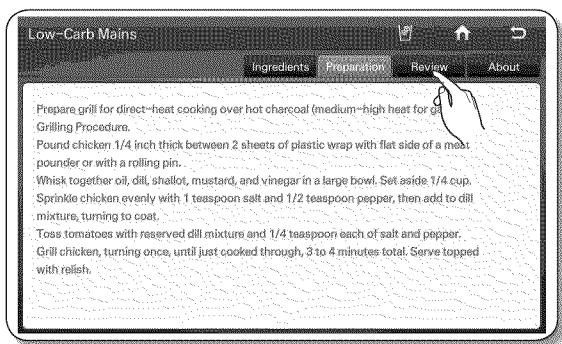 Low-Carb Mains
Ingredients Preparation Review About
Prepare grill for direct-heat cooking over hot charcoal (medium-high heat for
Grilling Procedure.
Pound chicken 1/4 inch thick between 2 sheets of plastic wrap with flat side of a meat
pounder or with a rolling pin.
Whisk together oil, dill, shallot, mustard, and vinegar in a large bowl. Set aside 1/4 cup.
Sprinkle chicken evenly with 1 teaspoon salt and 1/2 teaspoon pepper, then add to dill
mixture, turning to coat.
Toss tomatoes with reserved dill mixture and 1/4 teaspoon each of salt and pepper.
Grill chicken, turning once, until just cooked through, 3 to 4 minutes total. Serve topped
with relish.